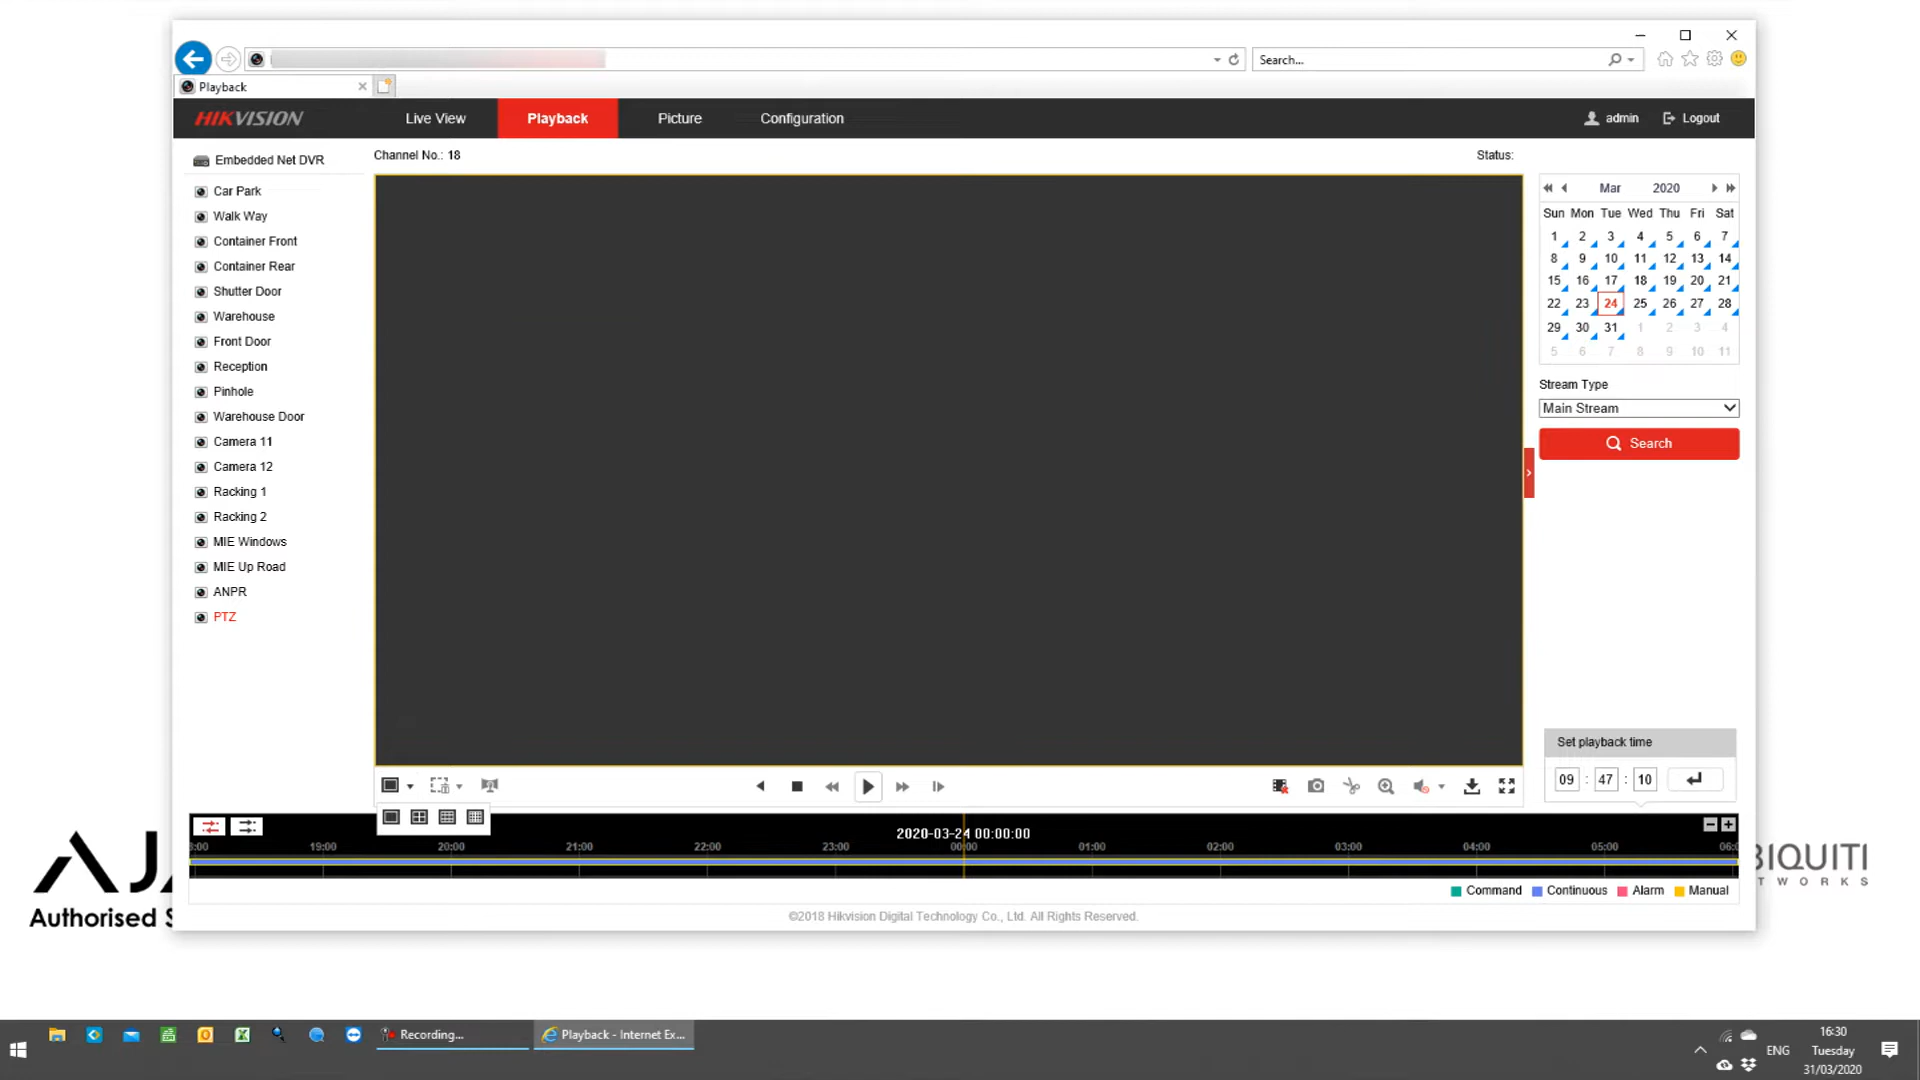 Search...
Playback
HIKVISION
Live View
Playback
Picture
Configuration
admin
Logout
Embedded Net DVR
Channel No.: 18
Status:
Car Park
Walk Way
Container Front
Container Rear
Shutter Door
Warehouse
Front Door
Reception
Pinhole
Warehouse Door
Camera 11
Camera 12
Racking 1
Racking 2
MIE Windows
MIE Up Road
ANPR
PTZ
Mar 2020
Sun Mon Tue Wed Thu Fri Sat
1 2 3 4 5 6 7
8 9 10 11 12 13 14
15 16 17 18 19 20 21
22 23 24 25 26 27 28
29 30 31 1 2 3 4
5 6 7 8 9 10 11
Stream Type
Main Stream
Search
Set playback time
09 : 47 : 10
2020-03-24 00:00:00
:00 19:00 20:00 21:00 22:00 23:00 00:00 01:00 02:00 03:00 04:00 05:00 06:
Command Continuous Alarm Manual
©2018 Hikvision Digital Technology Co., Ltd. All Rights Reserved.
AJ
Authorised S
BIQUITI
TWORKS
Recording...
Playback - Internet Ex...
ENG
16:30
Tuesday
31/03/2020